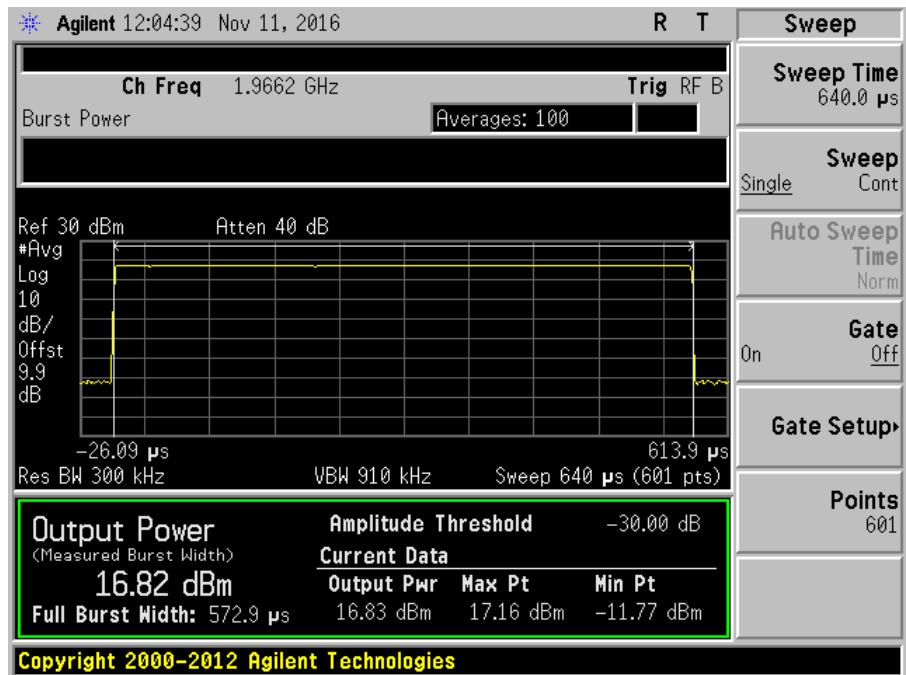 Agilent 12:04:39 Nov 11, 2016 R T
Sweep
Ch Freq 1.9662 GHz Trig RF B
Burst Power Averages: 100
Ref 30 dBm Atten 40 dB
#Avg
Log
10
dB/
Offst
9.9
dB
-26.09 µs 613.9 µs
Res BW 300 kHz VBW 910 kHz Sweep 640 µs (601 pts)
Output Power
(Measured Burst Width)
16.82 dBm
Full Burst Width: 572.9 µs
Amplitude Threshold -30.00 dB
Current Data
Output Pwr Max Pt Min Pt
16.83 dBm 17.16 dBm -11.77 dBm
Sweep Time
640.0 µs
Sweep
Single Cont
Auto Sweep
Time
Norm
Gate
On Off
Gate Setup
Points
601
Copyright 2000-2012 Agilent Technologies